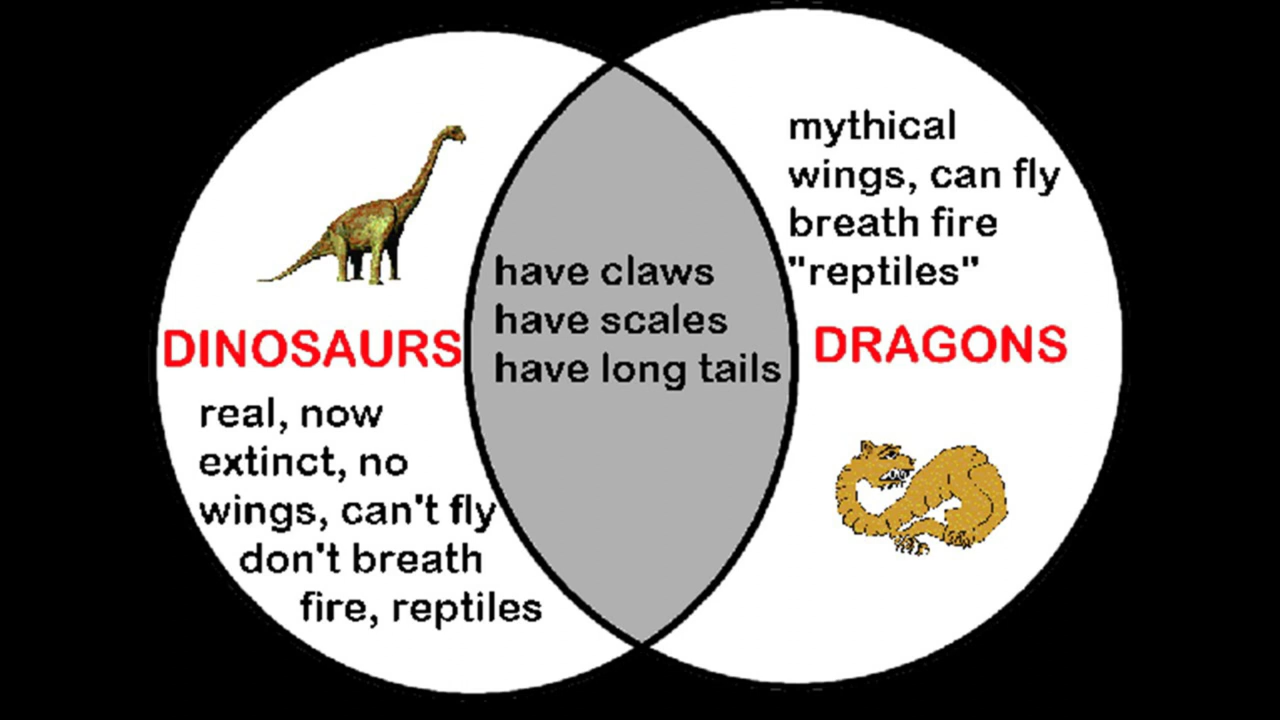 DINOSAURS
real, now
extinct, no
wings, can't fly
don't breath
fire, reptiles
have claws
have scales
have long tails
mythical
wings, can fly
breath fire
"reptiles"
DRAGONS